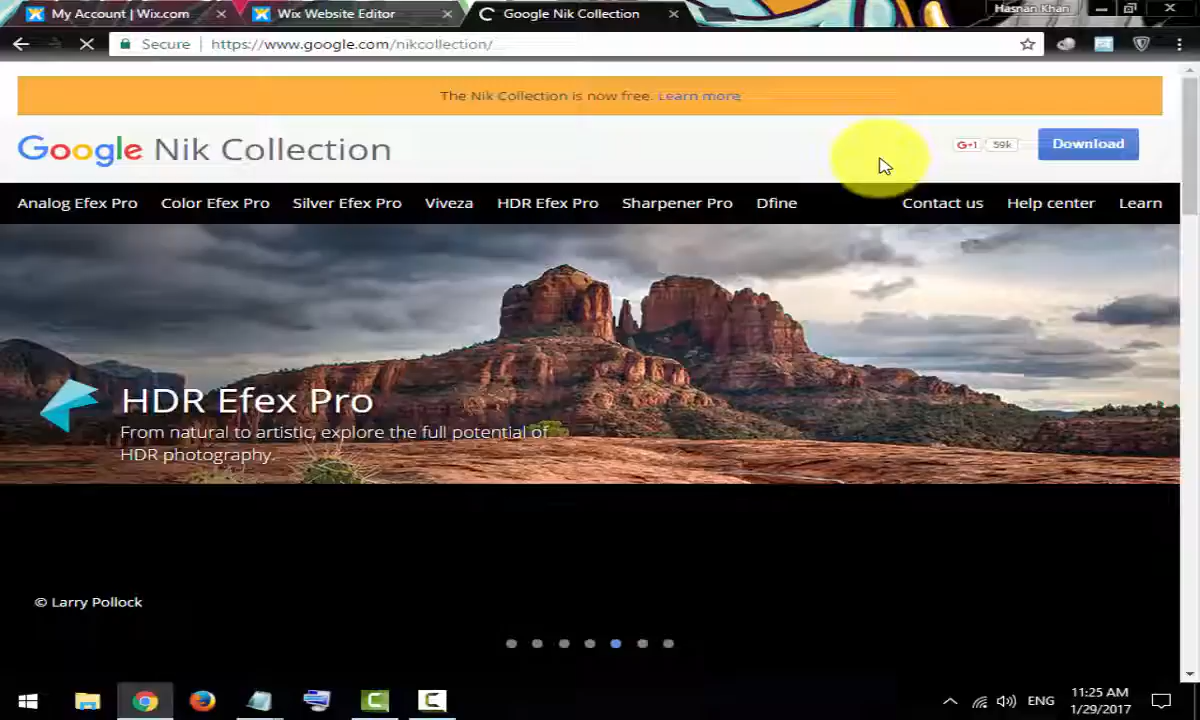 My Account | Wix.com
Wix Website Editor
Google Nik Collection
Hasnan Khan
Secure
https://www.google.com/nikcollection/
The Nik Collection is now free. Learn more
Google Nik Collection
G+1
59k
Download
Analog Efex Pro
Color Efex Pro
Silver Efex Pro
Viveza
HDR Efex Pro
Sharpener Pro
Dfine
Contact us
Help center
Learn
HDR Efex Pro
From natural to artistic, explore the full potential of
HDR photography.
© Larry Pollock
ENG
11:25 AM
1/29/2017